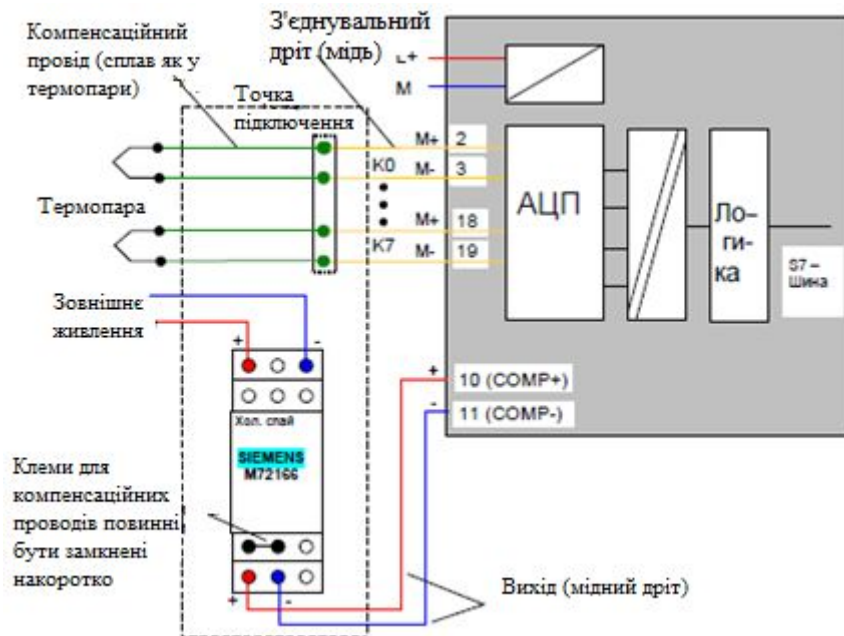 Компенсаційний
провід (сплав як у
термопари)
З'єднувальний
дріт (мідь)
Точка
підключення
L+
M
M+ 2
K0
M- 3
Термопара
M+ 18
K7
M- 19
АЦП
Ло-
ги-
ка
S7 –
Шина
Зовнішнє
живлення
+ -
+ 10 (COMP+)
- 11 (COMP-)
Хол. спай
SIEMENS
M72166
Клеми для
компенсаційних
проводів повинні
бути замкнені
накоротко
+ -
Вихід (мідний дріт)